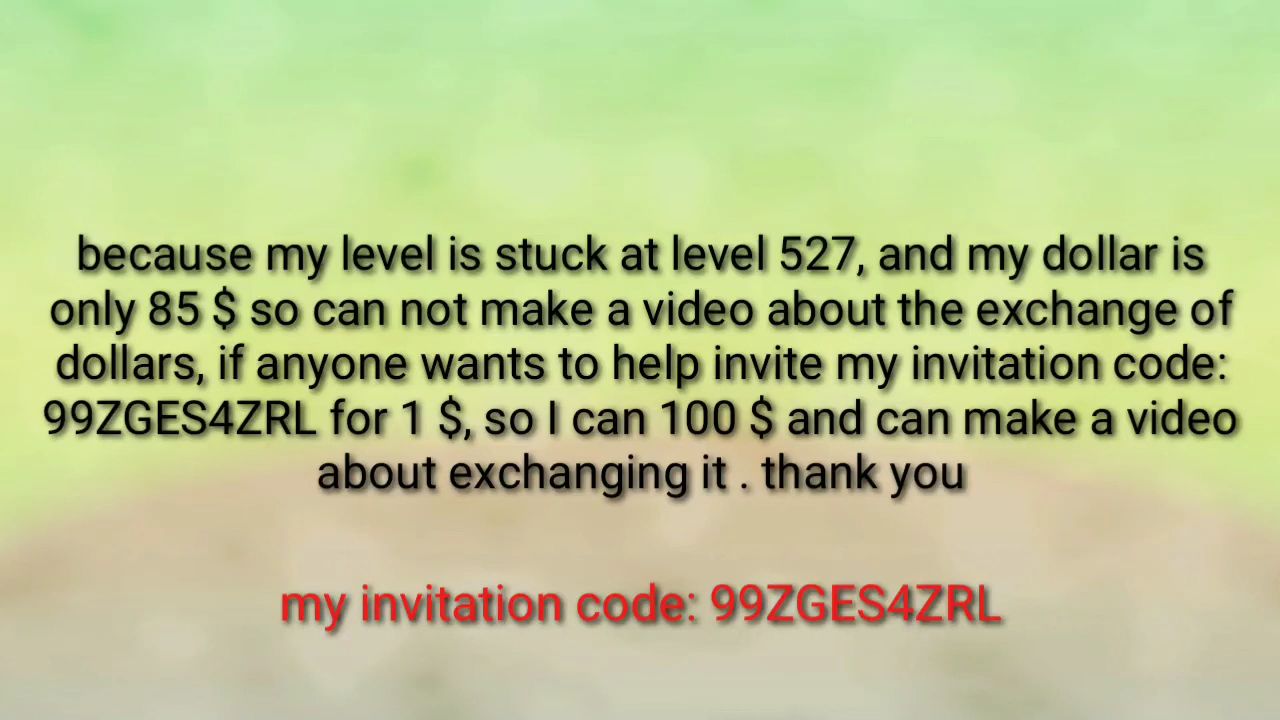 because my level is stuck at level 527, and my dollar is
only 85 $ so can not make a video about the exchange of
dollars, if anyone wants to help invite my invitation code:
99ZGES4ZRL for 1 $, so I can 100 $ and can make a video
about exchanging it . thank you
my invitation code: 99ZGES4ZRL